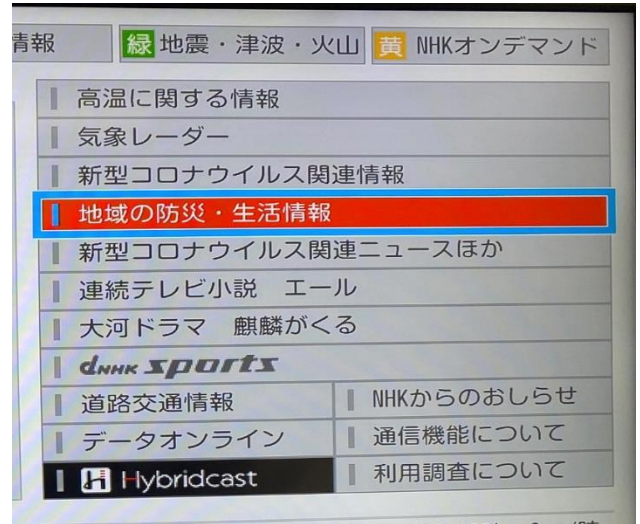 情報
緑 地震・津波・火山
黄 NHKオンデマンド
高温に関する情報
気象レーダー
新型コロナウイルス関連情報
地域の防災・生活情報
新型コロナウイルス関連ニュースほか
連続テレビ小説 エール
大河ドラマ 麒麟がくる
dNHK sports
道路交通情報
NHKからのおしらせ
データオンライン
通信機能について
Hybridcast
利用調査について